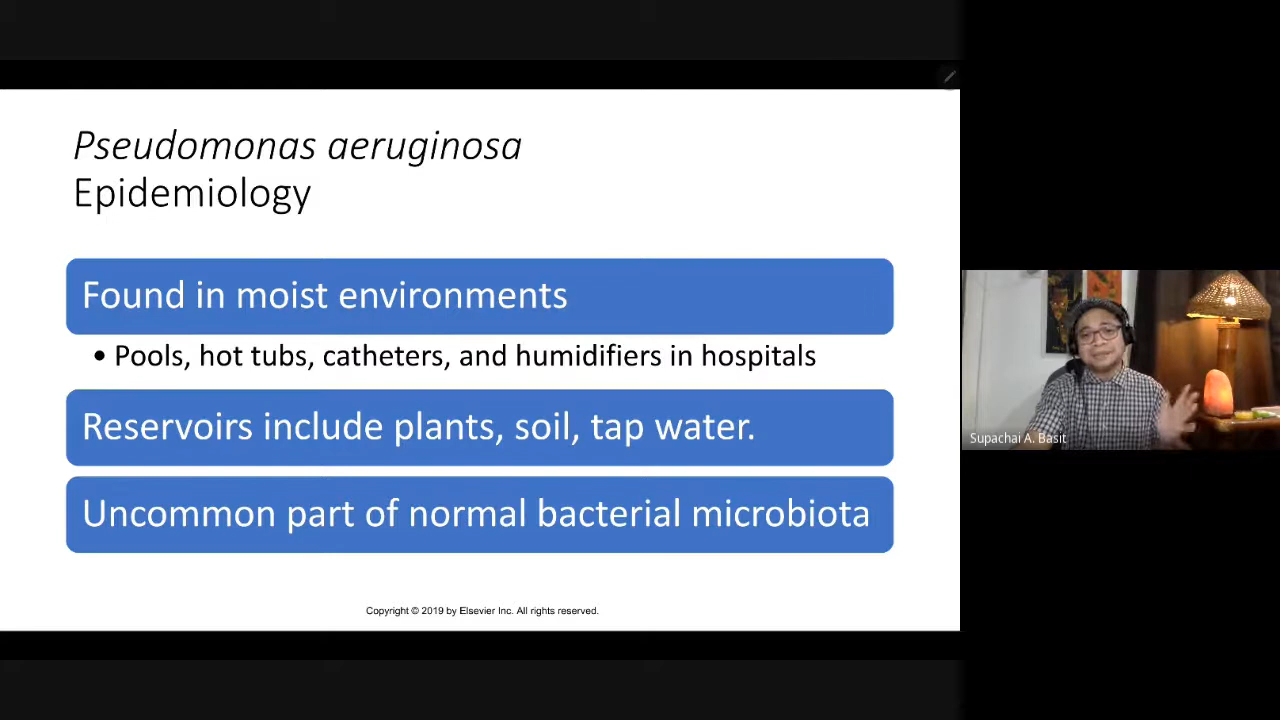 Pseudomonas aeruginosa
Epidemiology
Found in moist environments
• Pools, hot tubs, catheters, and humidifiers in hospitals
Reservoirs include plants, soil, tap water.
Uncommon part of normal bacterial microbiota
Copyright © 2019 by Elsevier Inc. All rights reserved.
Supachai A. Basit